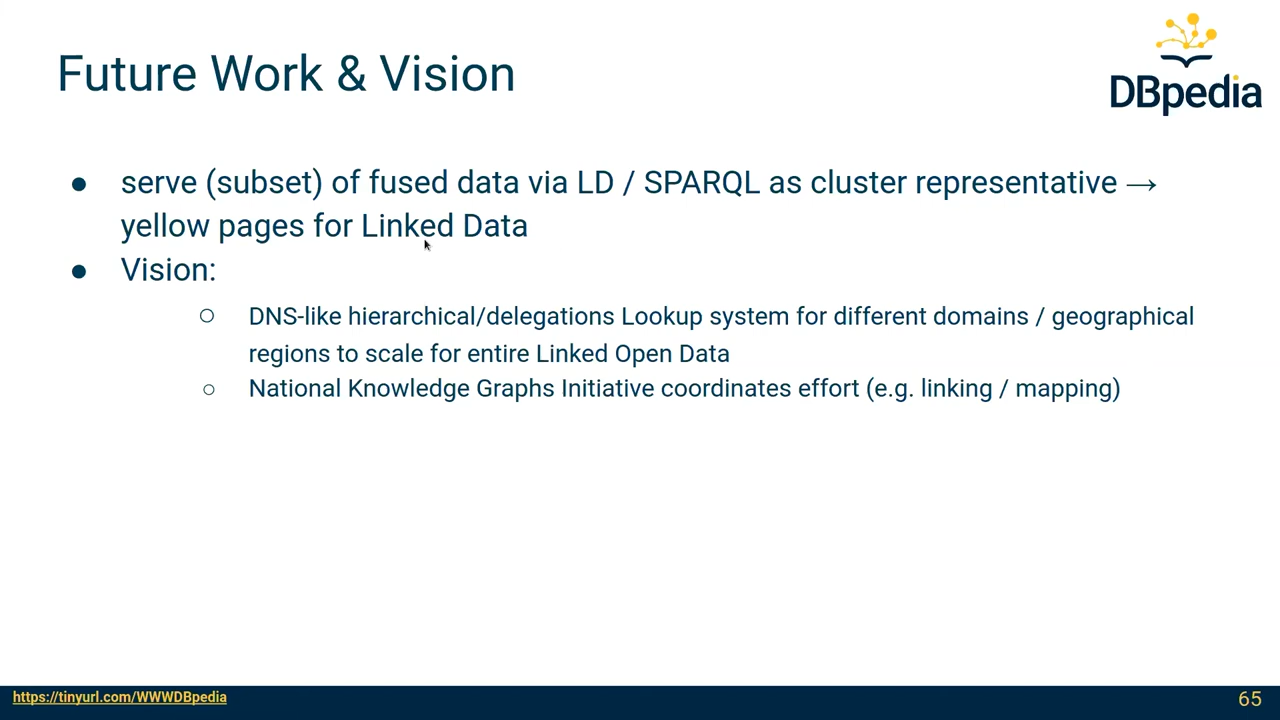 Future Work & Vision
DBpedia
● serve (subset) of fused data via LD / SPARQL as cluster representative →
yellow pages for Linked Data
● Vision:
○ DNS-like hierarchical/delegations Lookup system for different domains / geographical
regions to scale for entire Linked Open Data
○ National Knowledge Graphs Initiative coordinates effort (e.g. linking / mapping)
https://tinyurl.com/WWWDBpedia
65